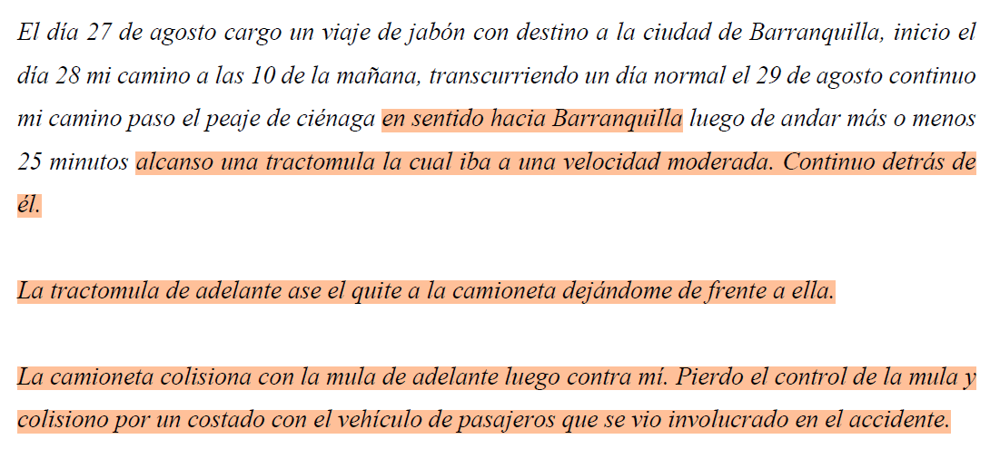 El día 27 de agosto cargo un viaje de jabón con destino a la ciudad de Barranquilla, inicio el
día 28 mi camino a las 10 de la mañana, transcurriendo un día normal el 29 de agosto continuo
mi camino paso el peaje de ciénaga en sentido hacia Barranquilla luego de andar más o menos
25 minutos alcanso una tractomula la cual iba a una velocidad moderada. Continuo detrás de
él.
La tractomula de adelante ase el quite a la camioneta dejándome de frente a ella.
La camioneta colisiona con la mula de adelante luego contra mí. Pierdo el control de la mula y
colisiono por un costado con el vehículo de pasajeros que se vio involucrado en el accidente.